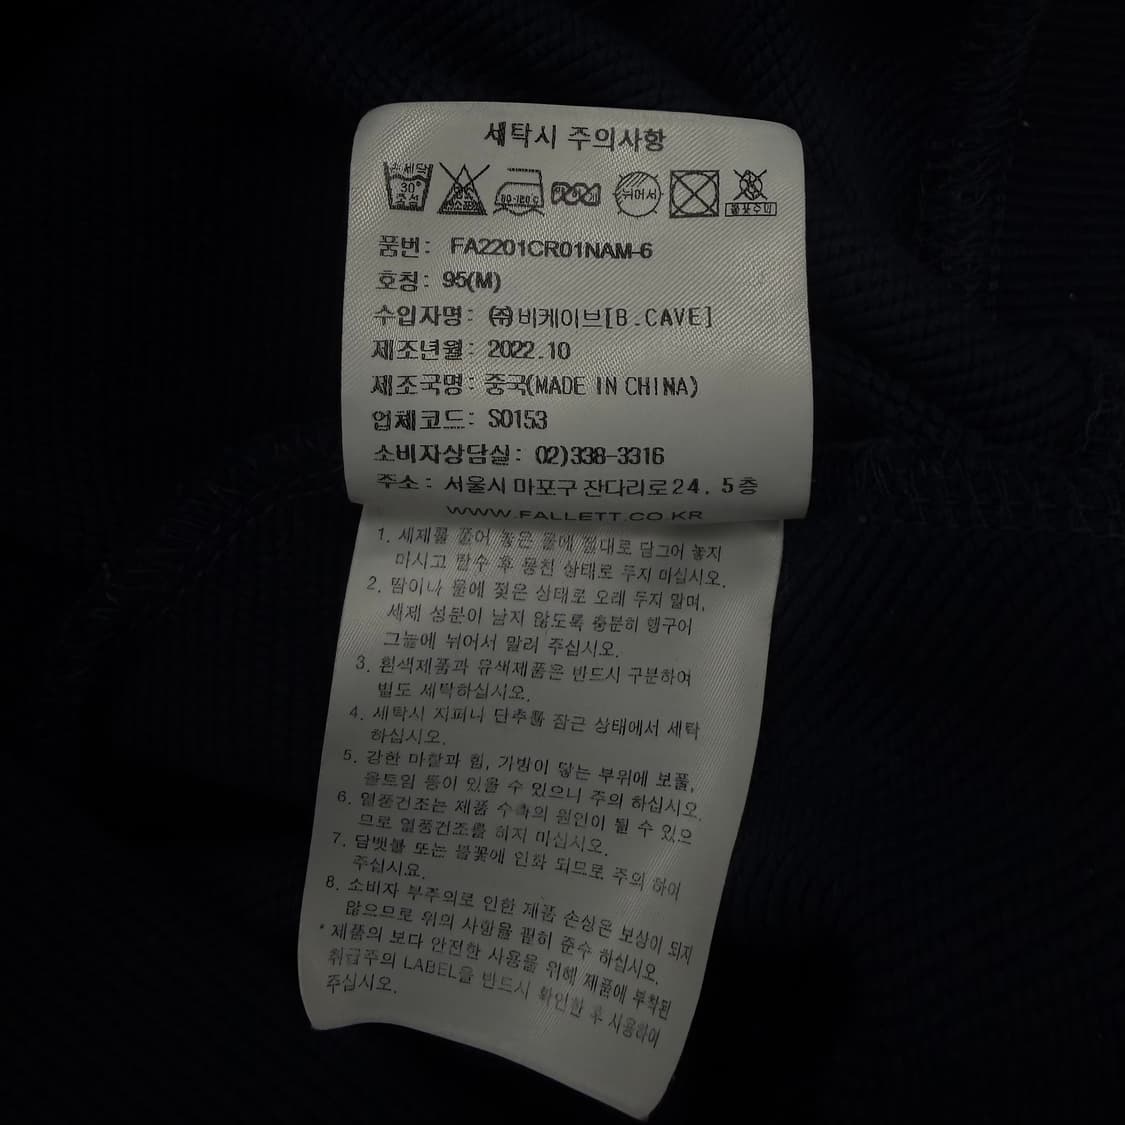 세탁시 주의사항
손세탁
30°
중성
염소표백
80-120℃
약하게
뉘어서
물 옷 수 기
품번: FA2201CR01NAM-6
호칭: 95(M)
수입자명: ㈜비케이브[B.CAVE]
제조년월: 2022.10
제조국명: 중국(MADE IN CHINA)
업체코드: S0153
소비자상담실: 02)338-3316
주소: 서울시 마포구 잔다리로24, 5층
WWW.FALLETT.CO.KR
1. 세제를 풀어 놓은 물에 절대로 담그어 놓지
마시고 탈수 후 뭉친 상태로 두지 마십시오.
2. 땀이나 물에 젖은 상태로 오래 두지 말며,
세제 성분이 남지 않도록 충분히 헹구어
그늘에 뉘어서 말려 주십시오.
3. 흰색제품과 유색제품은 반드시 구분하여
별도 세탁하십시오.
4. 세탁시 지퍼나 단추를 잠근 상태에서 세탁
하십시오.
5. 강한 마찰과 힘, 가방이 닿는 부위에 보풀,
올트임 등이 있을 수 있으니 주의 하십시오.
6. 열풍건조는 제품 수축의 원인이 될 수 있으
므로 열풍건조를 하지 마십시오.
7. 담뱃불 또는 불꽃에 인화 되므로 주의 하여
주십시요.
8. 소비자 부주의로 인한 제품 손상은 보상이 되지
않으므로 위의 사항을 필히 준수 하십시오.
* 제품의 보다 안전한 사용을 위해 제품에 부착된
취급주의 LABEL을 반드시 확인한 후 사용하여
주십시오.